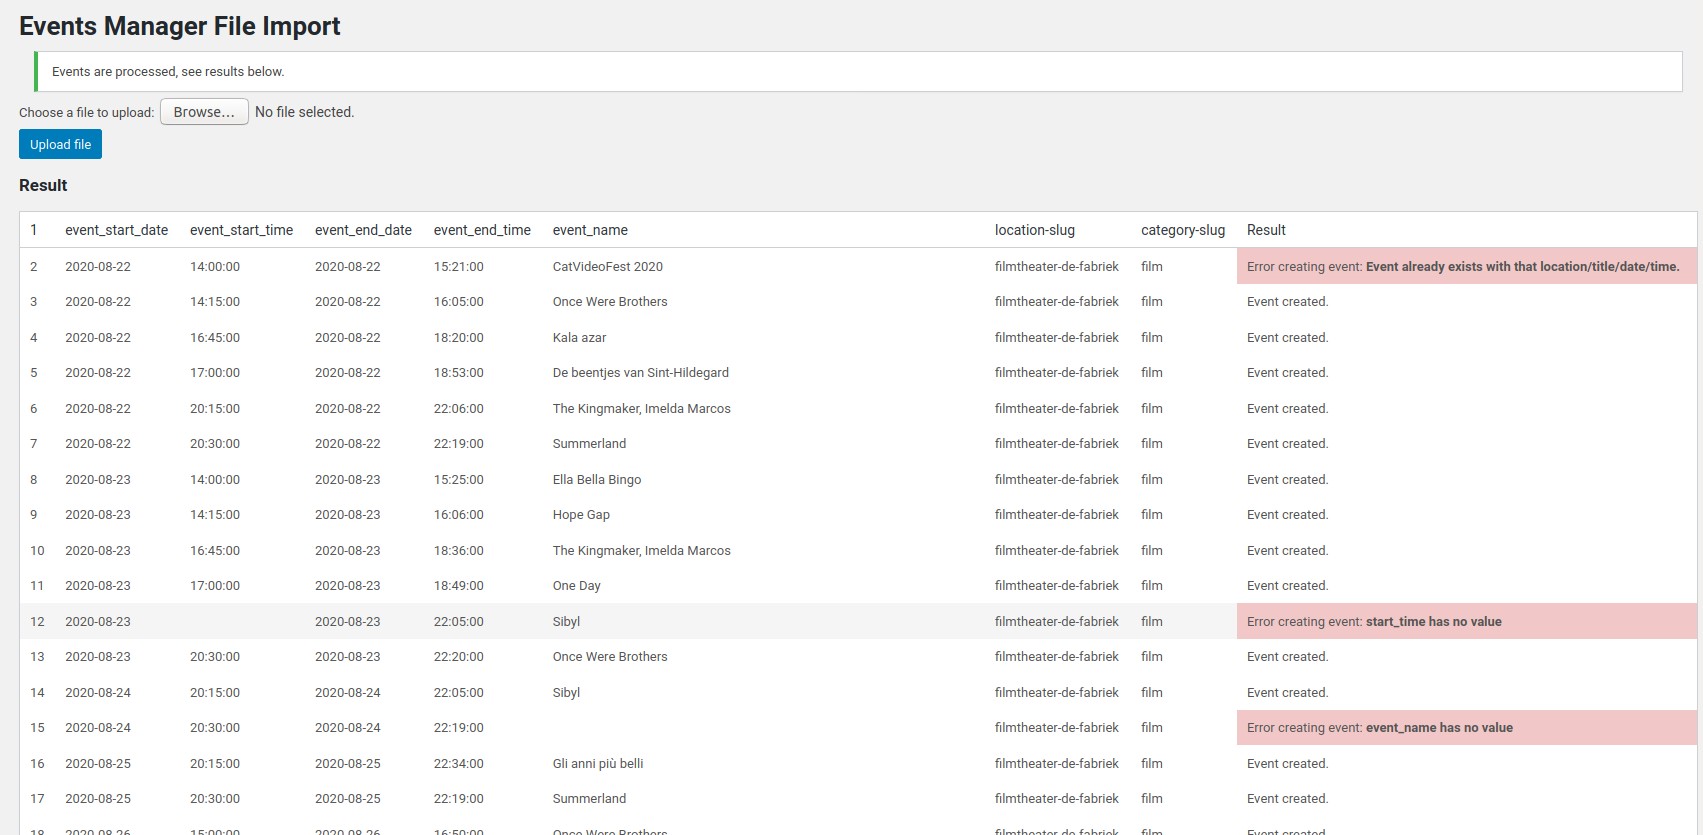 Events Manager File Import
Events are processed, see results below.
Choose a file to upload: Browse... No file selected.
Upload file
Result
1 event_start_date event_start_time event_end_date event_end_time event_name location-slug category-slug Result
2 2020-08-22 14:00:00 2020-08-22 15:21:00 CatVideoFest 2020 filmtheater-de-fabriek film Error creating event: Event already exists with that location/title/date/time.
3 2020-08-22 14:15:00 2020-08-22 16:05:00 Once Were Brothers filmtheater-de-fabriek film Event created.
4 2020-08-22 16:45:00 2020-08-22 18:20:00 Kala azar filmtheater-de-fabriek film Event created.
5 2020-08-22 17:00:00 2020-08-22 18:53:00 De beentjes van Sint-Hildegard filmtheater-de-fabriek film Event created.
6 2020-08-22 20:15:00 2020-08-22 22:06:00 The Kingmaker, Imelda Marcos filmtheater-de-fabriek film Event created.
7 2020-08-22 20:30:00 2020-08-22 22:19:00 Summerland filmtheater-de-fabriek film Event created.
8 2020-08-23 14:00:00 2020-08-23 15:25:00 Ella Bella Bingo filmtheater-de-fabriek film Event created.
9 2020-08-23 14:15:00 2020-08-23 16:06:00 Hope Gap filmtheater-de-fabriek film Event created.
10 2020-08-23 16:45:00 2020-08-23 18:36:00 The Kingmaker, Imelda Marcos filmtheater-de-fabriek film Event created.
11 2020-08-23 17:00:00 2020-08-23 18:49:00 One Day filmtheater-de-fabriek film Event created.
12 2020-08-23 2020-08-23 22:05:00 Sibyl filmtheater-de-fabriek film Error creating event: start_time has no value
13 2020-08-23 20:30:00 2020-08-23 22:20:00 Once Were Brothers filmtheater-de-fabriek film Event created.
14 2020-08-24 20:15:00 2020-08-24 22:05:00 Sibyl filmtheater-de-fabriek film Event created.
15 2020-08-24 20:30:00 2020-08-24 22:19:00 filmtheater-de-fabriek film Error creating event: event_name has no value
16 2020-08-25 20:15:00 2020-08-25 22:34:00 Gli anni più belli filmtheater-de-fabriek film Event created.
17 2020-08-25 20:30:00 2020-08-25 22:19:00 Summerland filmtheater-de-fabriek film Event created.
18 2020-08-26 15:00:00 2020-08-26 16:50:00 Once Were Brothers filmtheater-de-fabriek film Event created.